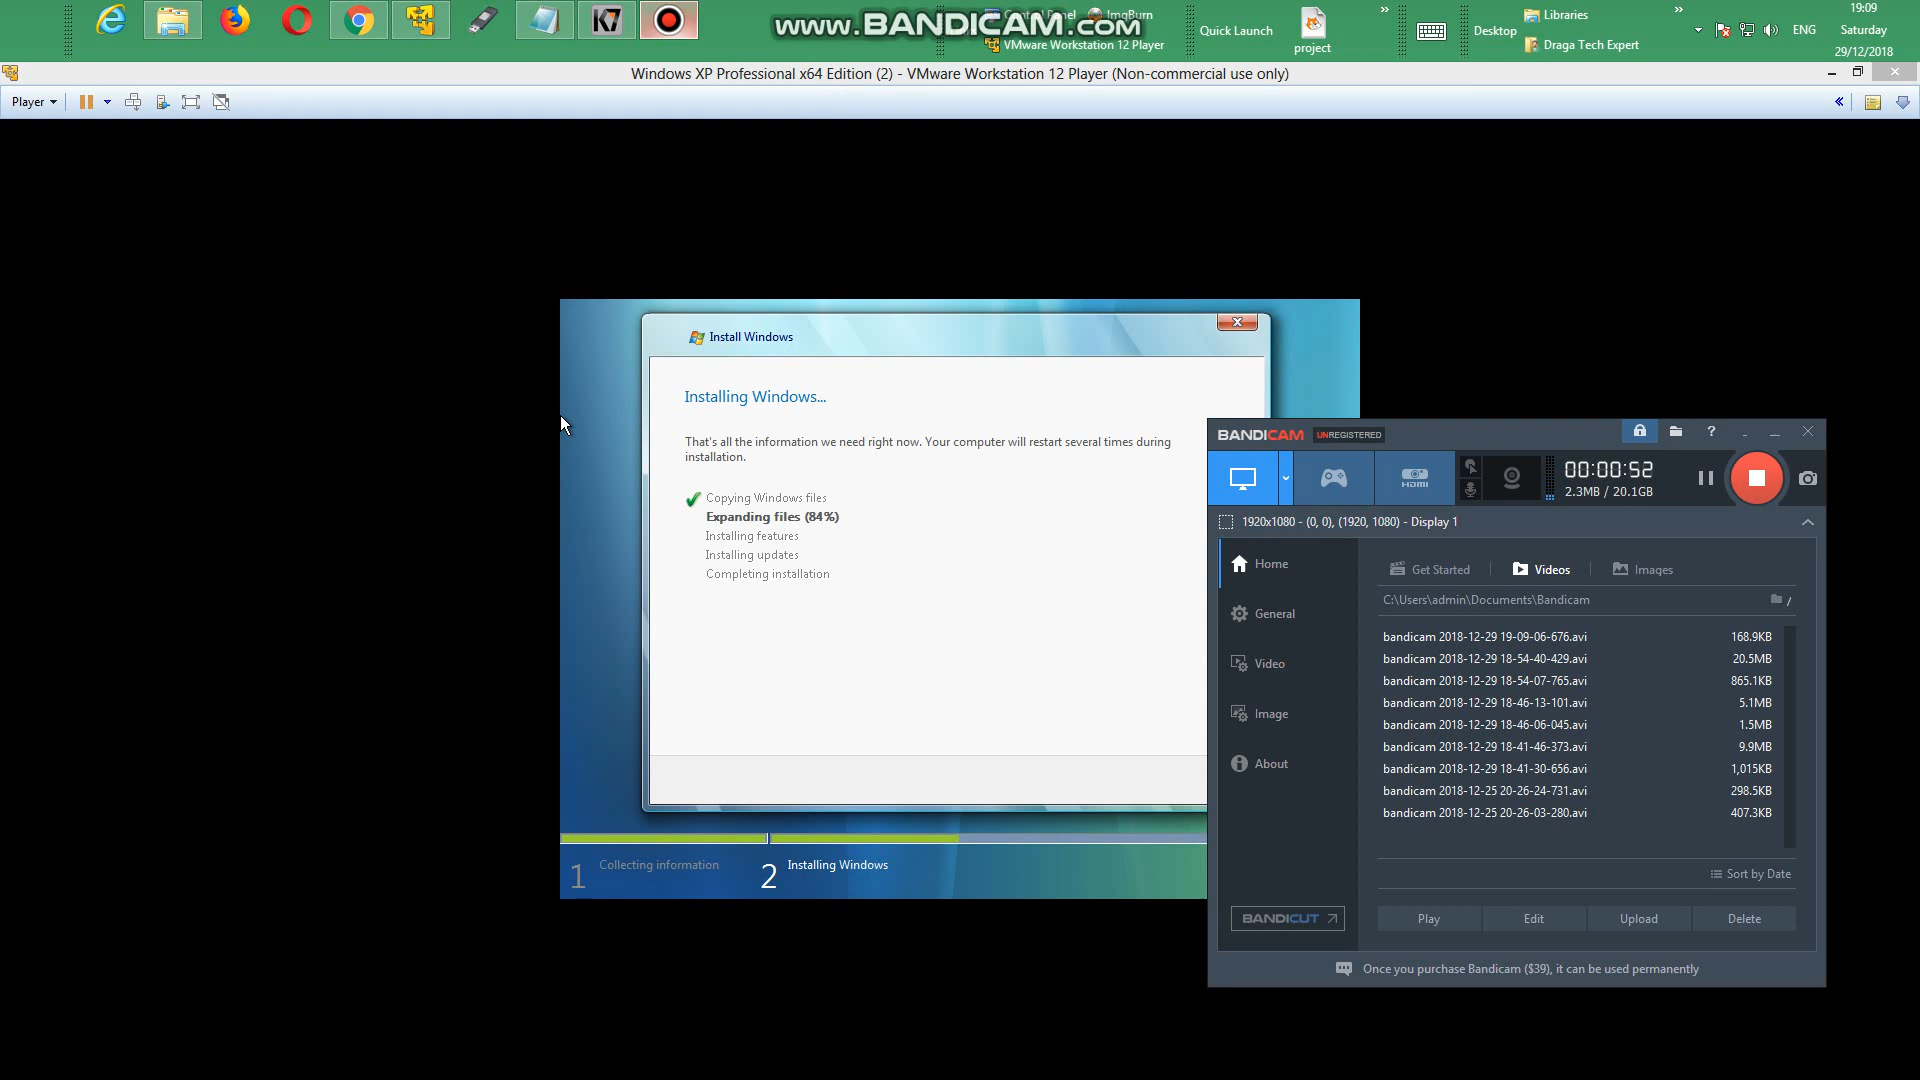 www.BANDICAM.com
Control Panel
ImgBurn
VMware Workstation 12 Player
Quick Launch
project
Desktop
Libraries
Draga Tech Expert
ENG
19:09
Saturday
29/12/2018
K7
Windows XP Professional x64 Edition (2) - VMware Workstation 12 Player (Non-commercial use only)
Player
Install Windows
Installing Windows...
That's all the information we need right now. Your computer will restart several times during
installation.
Copying Windows files
Expanding files (84%)
Installing features
Installing updates
Completing installation
1 Collecting information
2 Installing Windows
BANDICAM UNREGISTERED
HDMI
00:00:52
2.3MB / 20.1GB
1920x1080 - (0, 0), (1920, 1080) - Display 1
Home
General
Video
Image
About
BANDICUT
Get Started
Videos
Images
C:\Users\admin\Documents\Bandicam
/
bandicam 2018-12-29 19-09-06-676.avi 168.9KB
bandicam 2018-12-29 18-54-40-429.avi 20.5MB
bandicam 2018-12-29 18-54-07-765.avi 865.1KB
bandicam 2018-12-29 18-46-13-101.avi 5.1MB
bandicam 2018-12-29 18-46-06-045.avi 1.5MB
bandicam 2018-12-29 18-41-46-373.avi 9.9MB
bandicam 2018-12-29 18-41-30-656.avi 1,015KB
bandicam 2018-12-25 20-26-24-731.avi 298.5KB
bandicam 2018-12-25 20-26-03-280.avi 407.3KB
Sort by Date
Play
Edit
Upload
Delete
Once you purchase Bandicam ($39), it can be used permanently